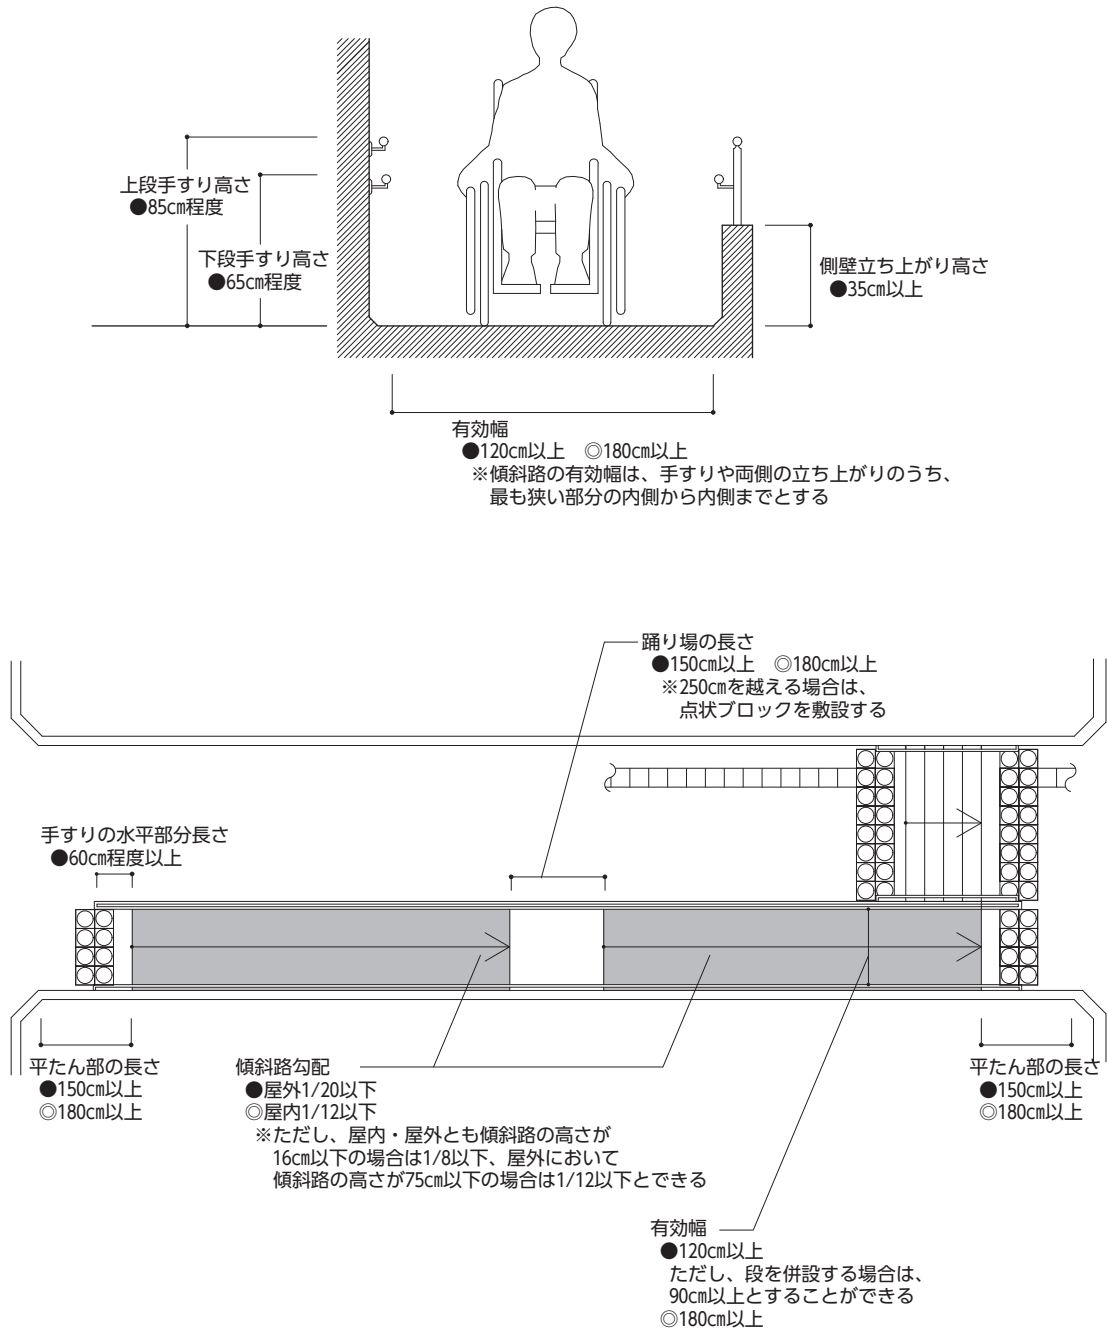 上段手すり高さ
●85㎝程度
下段手すり高さ
●65㎝程度
側壁立ち上がり高さ
●35㎝以上
有効幅
●120㎝以上　◎180㎝以上
※傾斜路の有効幅は、手すりや両側の立ち上がりのうち、
最も狭い部分の内側から内側までとする
踊り場の長さ
●150㎝以上　◎180㎝以上
※250㎝を越える場合は、
点状ブロックを敷設する
手すりの水平部分長さ
●60㎝程度以上
平たん部の長さ
●150㎝以上
◎180㎝以上
傾斜路勾配
●屋外1/20以下
◎屋内1/12以下
※ただし、屋内・屋外とも傾斜路の高さが
16㎝以下の場合は1/8以下、屋外において
傾斜路の高さが75㎝以下の場合は1/12以下とできる
平たん部の長さ
●150㎝以上
◎180㎝以上
有効幅
●120㎝以上
ただし、段を併設する場合は、
90㎝以上とすることができる
◎180㎝以上